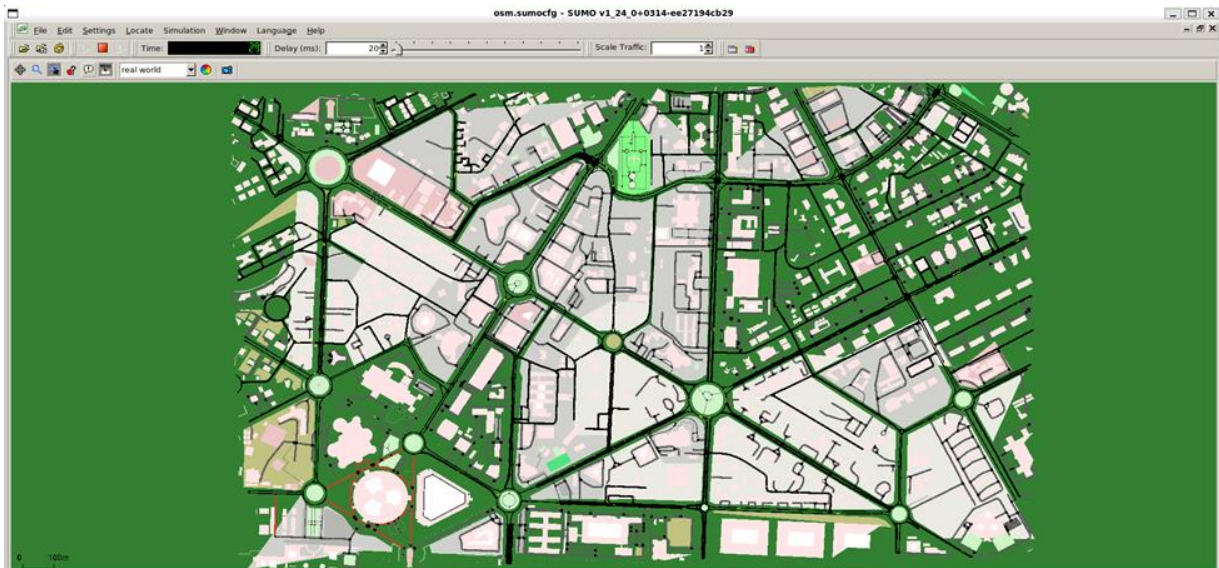 osm.sumocfg - SUMO v1_24_0+0314-ee27194cb29
File Edit Settings Locate Simulation Window Language Help
Time: 29 Delay (ms): 20 Scale Traffic: 1
real world
0 100m